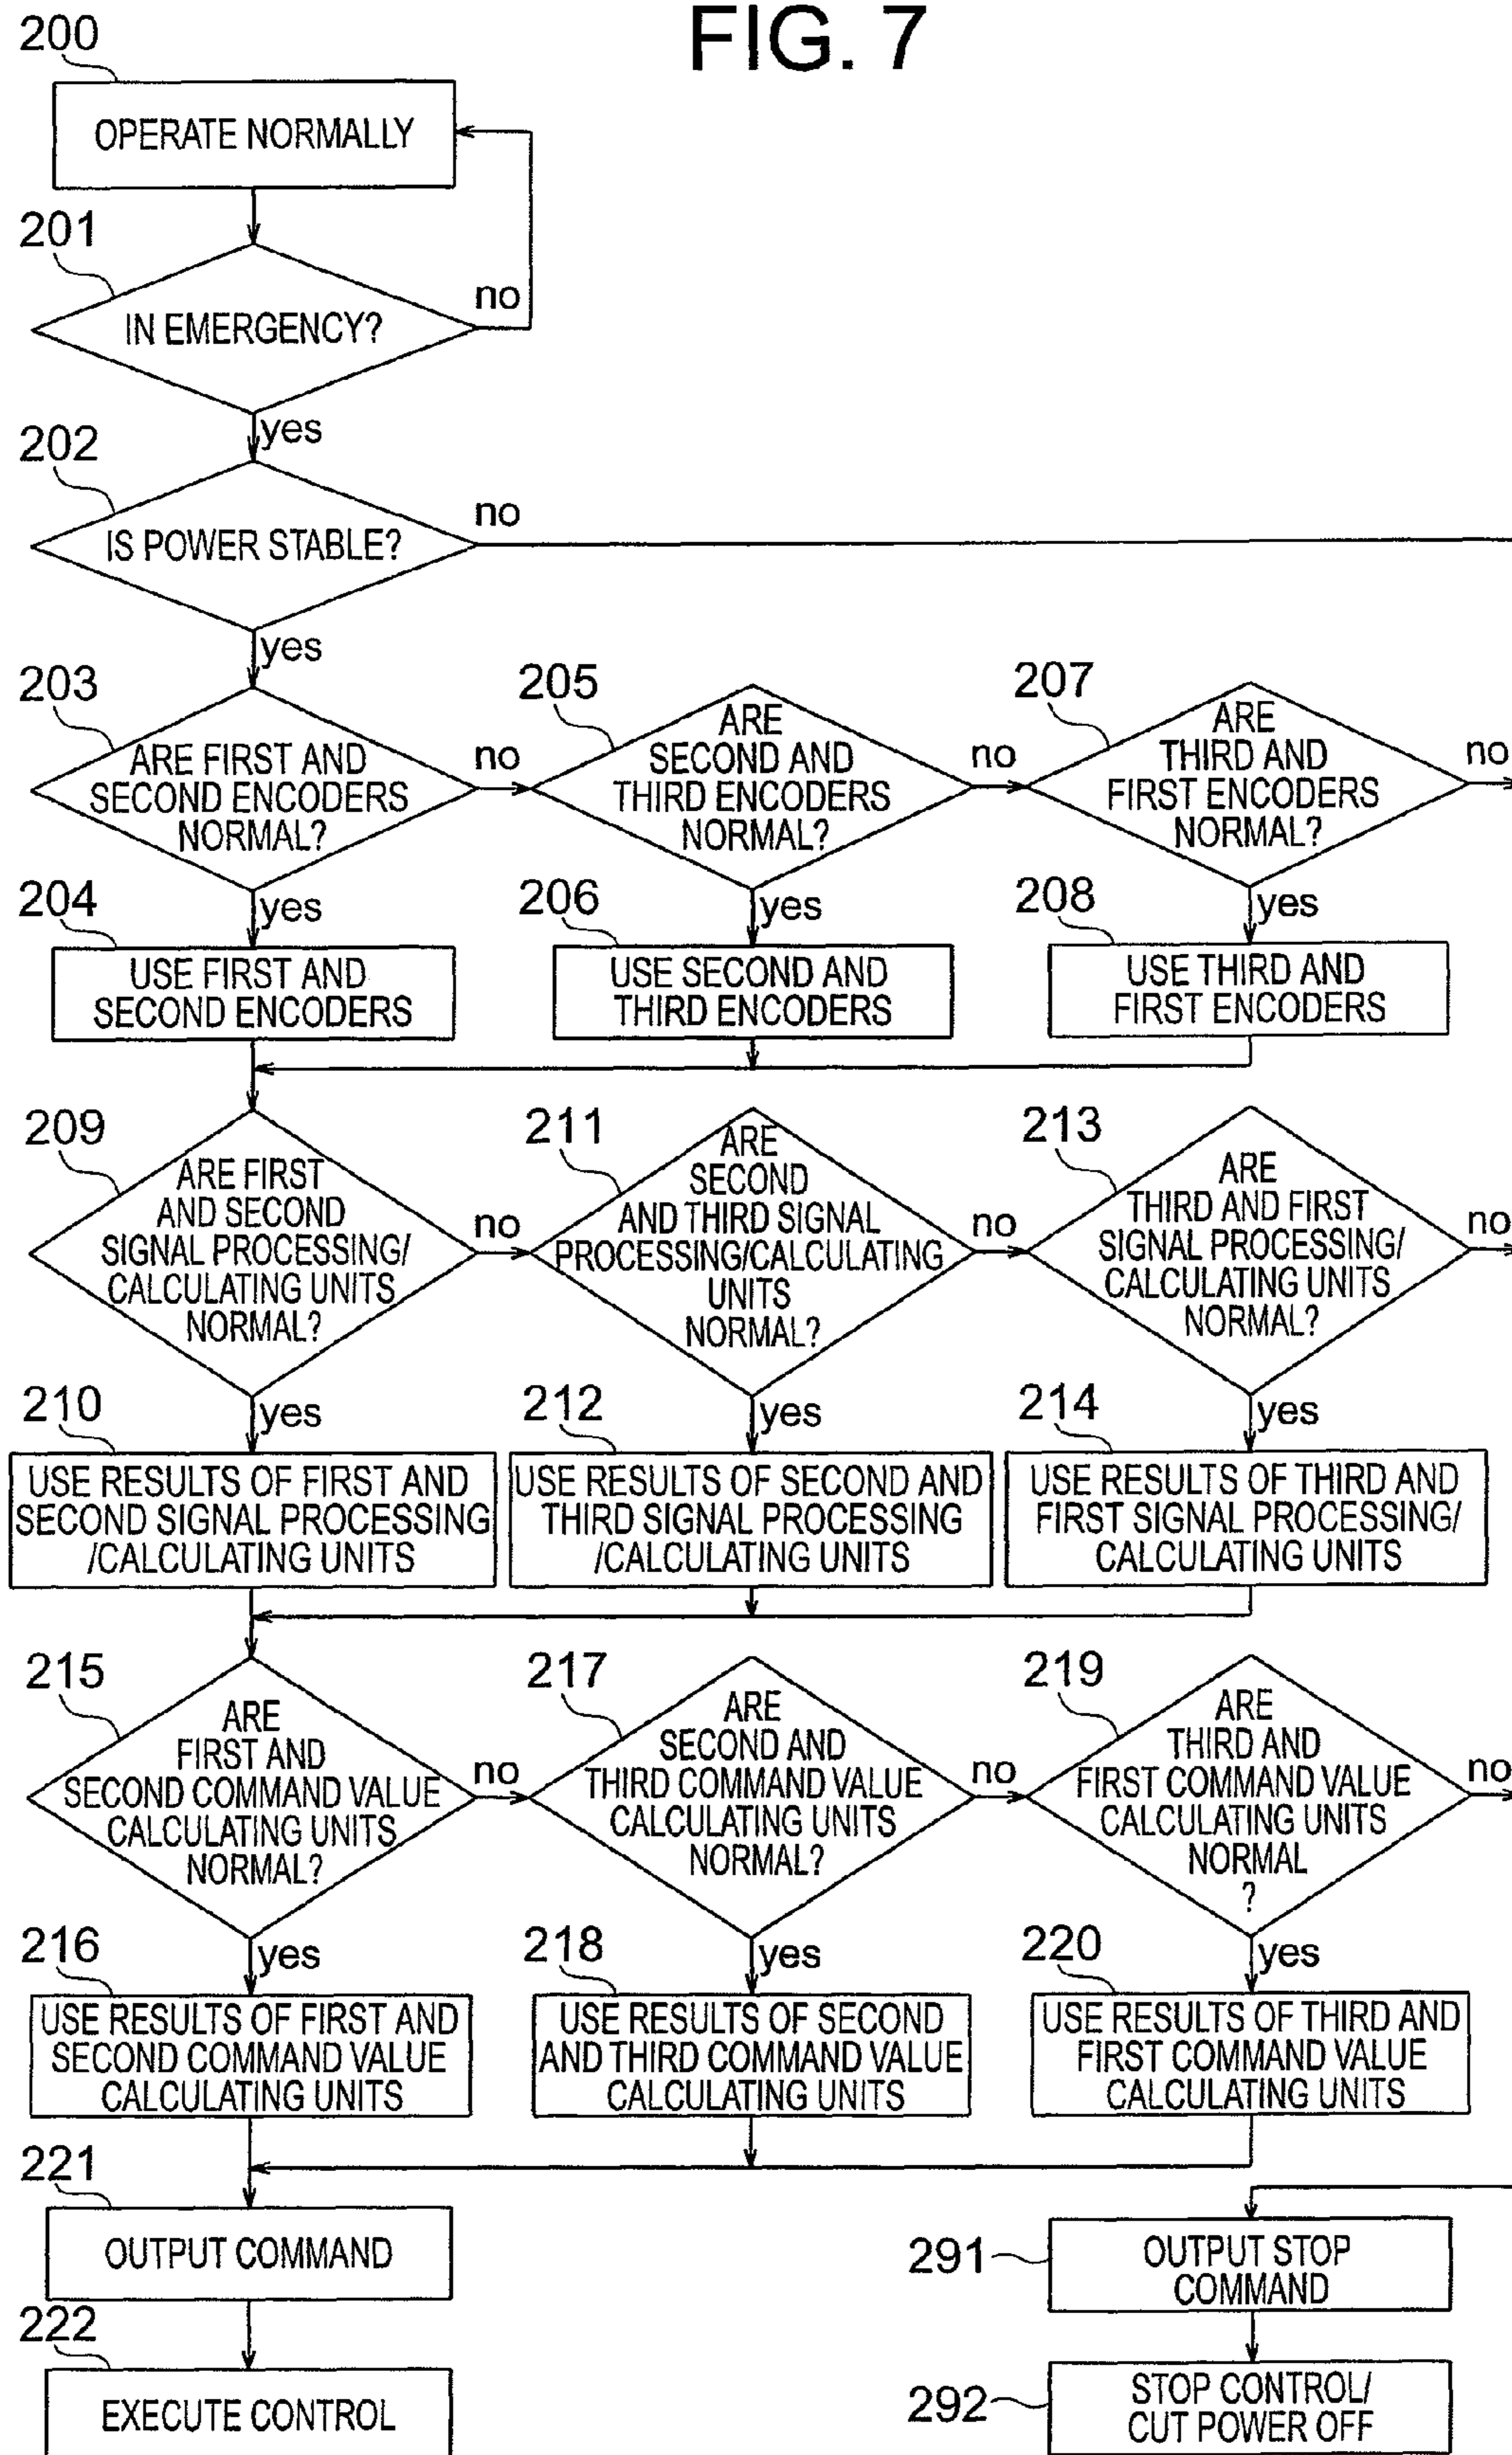 FIG. 7
200
OPERATE NORMALLY
201
IN EMERGENCY?
no
yes
202
IS POWER STABLE?
no
yes
203
ARE FIRST AND
SECOND ENCODERS
NORMAL?
no
yes
205
ARE
SECOND AND
THIRD ENCODERS
NORMAL?
no
yes
207
ARE
THIRD AND
FIRST ENCODERS
NORMAL?
no
yes
204
USE FIRST AND
SECOND ENCODERS
206
USE SECOND AND
THIRD ENCODERS
208
USE THIRD AND
FIRST ENCODERS
209
ARE FIRST
AND SECOND
SIGNAL PROCESSING/
CALCULATING UNITS
NORMAL?
no
yes
211
ARE
SECOND
AND THIRD SIGNAL
PROCESSING/CALCULATING
UNITS
NORMAL?
no
yes
213
ARE
THIRD AND FIRST
SIGNAL PROCESSING/
CALCULATING UNITS
NORMAL?
no
yes
210
USE RESULTS OF FIRST AND
SECOND SIGNAL PROCESSING
/CALCULATING UNITS
212
USE RESULTS OF SECOND AND
THIRD SIGNAL PROCESSING
/CALCULATING UNITS
214
USE RESULTS OF THIRD AND
FIRST SIGNAL PROCESSING/
CALCULATING UNITS
215
ARE
FIRST AND
SECOND COMMAND VALUE
CALCULATING UNITS
NORMAL?
no
yes
217
ARE
SECOND AND
THIRD COMMAND VALUE
CALCULATING UNITS
NORMAL?
no
yes
219
ARE
THIRD AND
FIRST COMMAND VALUE
CALCULATING UNITS
NORMAL
?
no
yes
216
USE RESULTS OF FIRST AND
SECOND COMMAND VALUE
CALCULATING UNITS
218
USE RESULTS OF SECOND
AND THIRD COMMAND VALUE
CALCULATING UNITS
220
USE RESULTS OF THIRD AND
FIRST COMMAND VALUE
CALCULATING UNITS
221
OUTPUT COMMAND
222
EXECUTE CONTROL
291
OUTPUT STOP
COMMAND
292
STOP CONTROL/
CUT POWER OFF